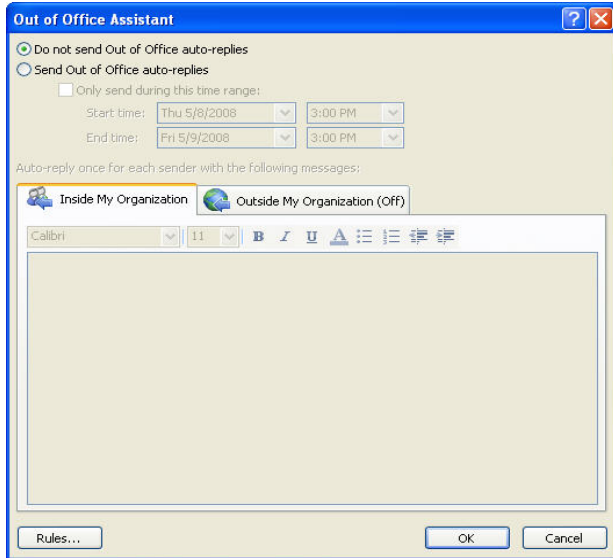 Out of Office Assistant
Do not send Out of Office auto-replies
Send Out of Office auto-replies
Only send during this time range:
Start time: Thu 5/8/2008 3:00 PM
End time: Fri 5/9/2008 3:00 PM
Auto-reply once for each sender with the following messages:
Inside My Organization Outside My Organization (Off)
Calibri 11 B I U A
Rules... OK Cancel